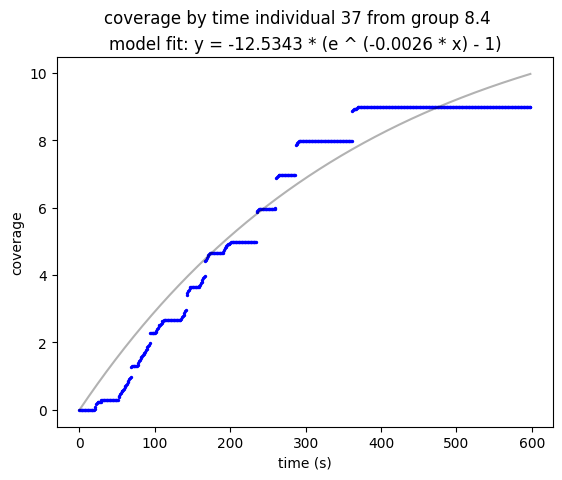 coverage by time individual 37 from group 8.4
model fit: y = -12.5343 * (e ^ (-0.0026 * x) - 1)
10
8
6
4
2
0
coverage
0 100 200 300 400 500 600
time (s)